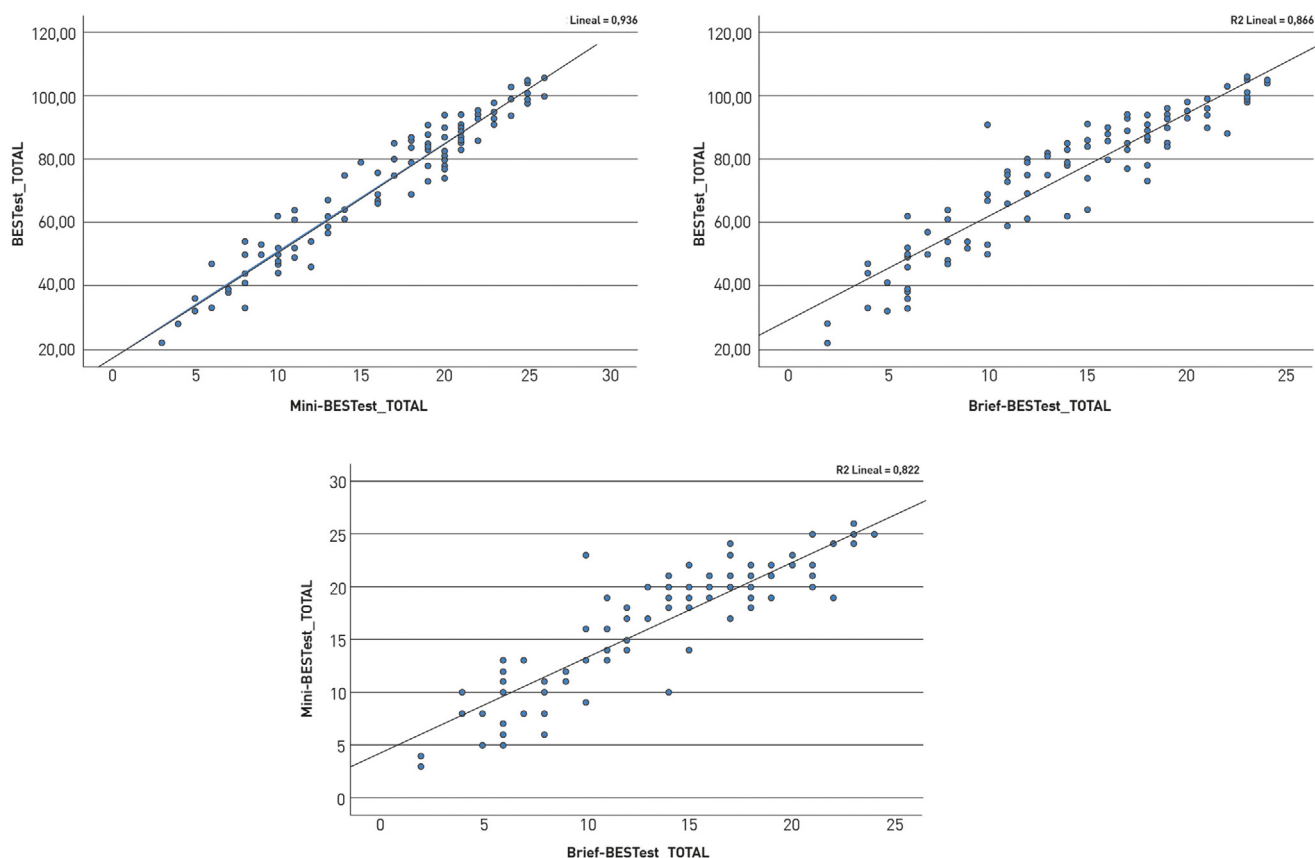 Lineal = 0,936
120,00
100,00
80,00
60,00
40,00
20,00
BESTest_TOTAL
0 5 10 15 20 25 30
Mini-BESTest_TOTAL
R2 Lineal = 0,866
120,00
100,00
80,00
60,00
40,00
20,00
BESTest_TOTAL
0 5 10 15 20 25
Brief-BESTest_TOTAL
R2 Lineal = 0,822
30
25
20
15
10
5
0
Mini-BESTest_TOTAL
0 5 10 15 20 25
Brief-BESTest TOTAL